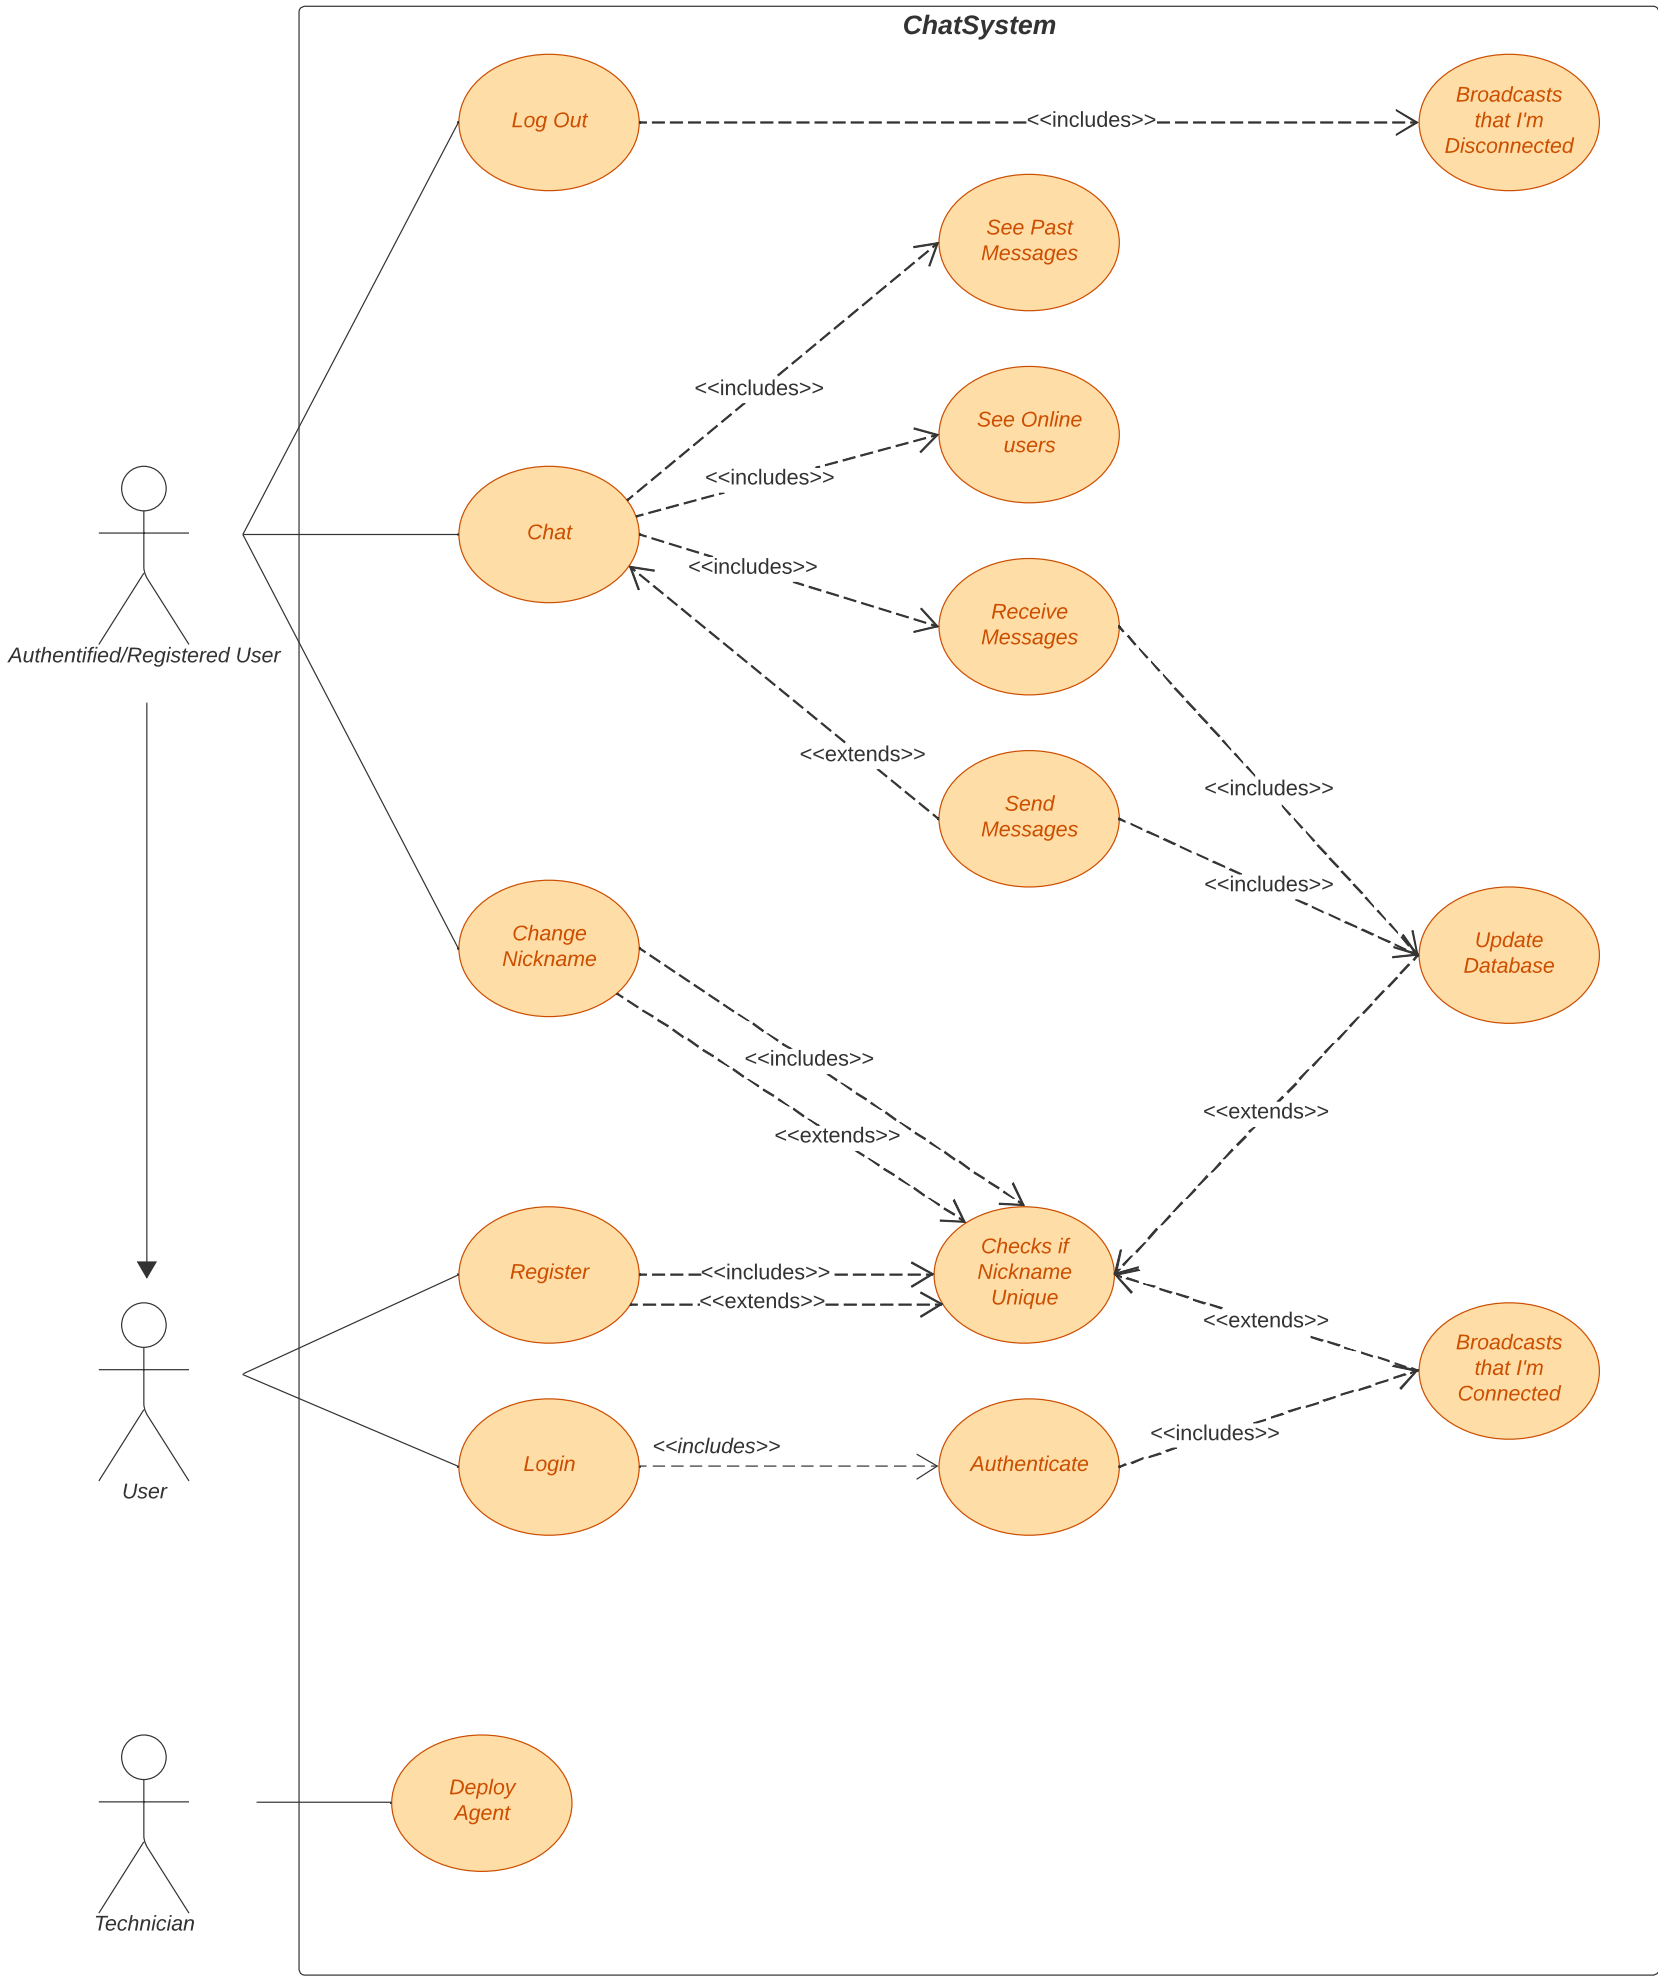 ChatSystem
Log Out
<<includes>>
Broadcasts
that I'm
Disconnected
See Past
Messages
<<includes>>
See Online
users
<<includes>>
Chat
<<includes>>
Receive
Messages
Authentified/Registered User
<<extends>>
Send
Messages
<<includes>>
<<includes>>
Change
Nickname
Update
Database
<<includes>>
<<extends>>
<<extends>>
Register
<<includes>>
<<extends>>
Checks if
Nickname
Unique
<<extends>>
Broadcasts
that I'm
Connected
User
Login
<<includes>>
Authenticate
<<includes>>
Deploy
Agent
Technician